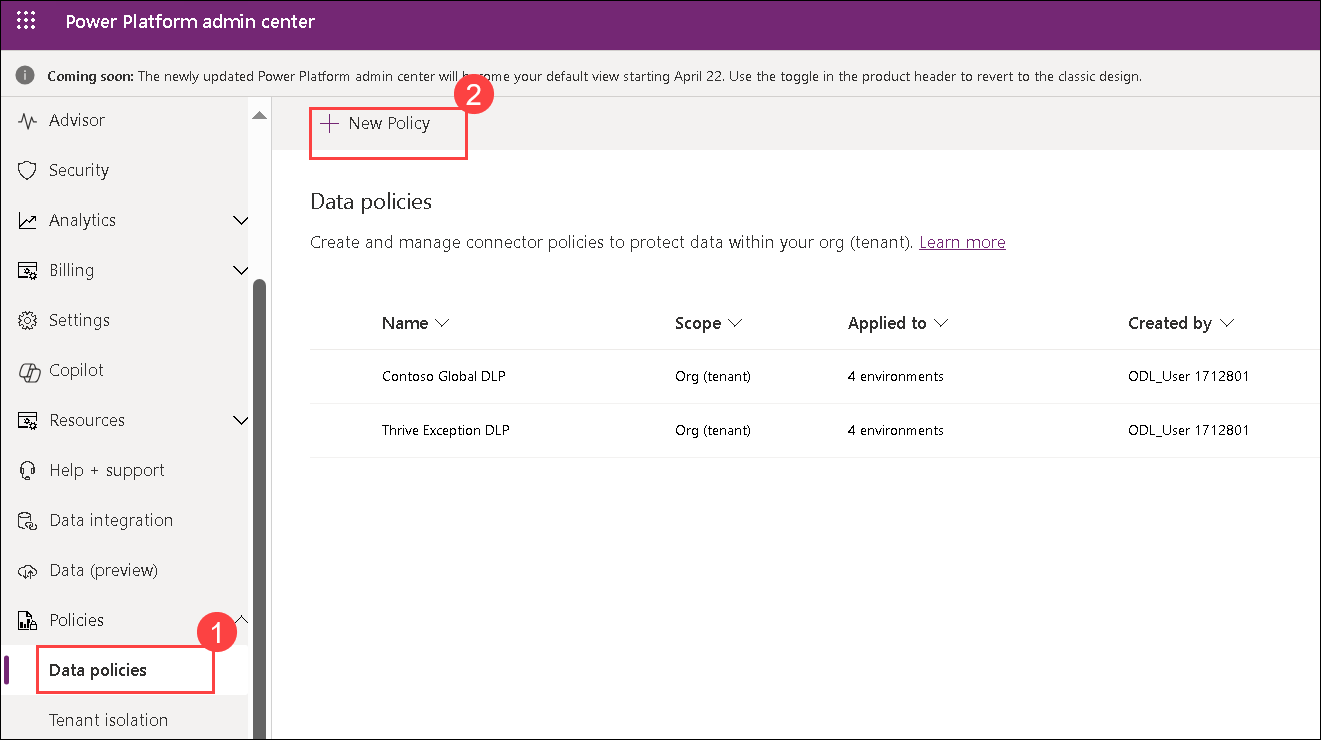 Power Platform admin center
Coming soon: The newly updated Power Platform admin center will be­come your default view starting April 22. Use the toggle in the product header to revert to the classic design.
2
Advisor
Security
Analytics
Billing
Settings
Copilot
Resources
Help + support
Data integration
Data (preview)
Policies
1
Data policies
Tenant isolation
New Policy
Data policies
Create and manage connector policies to protect data within your org (tenant). Learn more
Name Scope Applied to Created by
Contoso Global DLP Org (tenant) 4 environments ODL_User 1712801
Thrive Exception DLP Org (tenant) 4 environments ODL_User 1712801